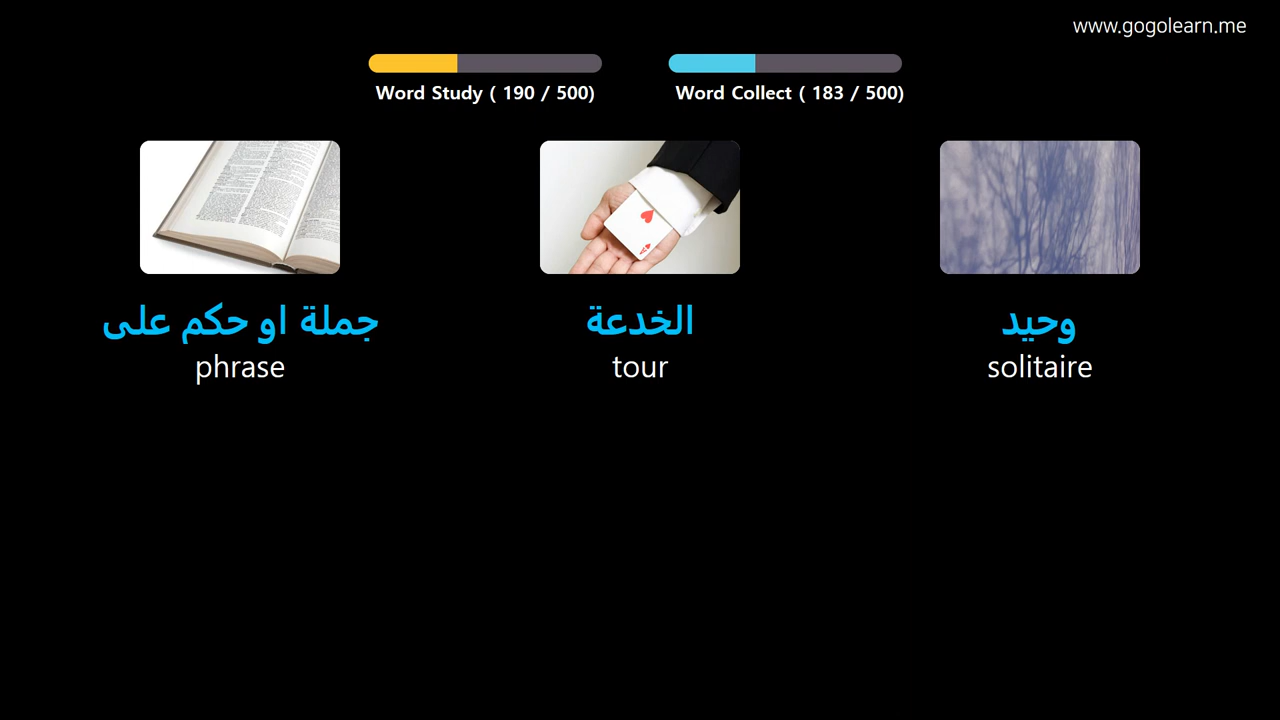 www.gogolearn.me
Word Study ( 190 / 500)
Word Collect ( 183 / 500)
جملة او حكم على
phrase
الخدعة
tour
وحيد
solitaire